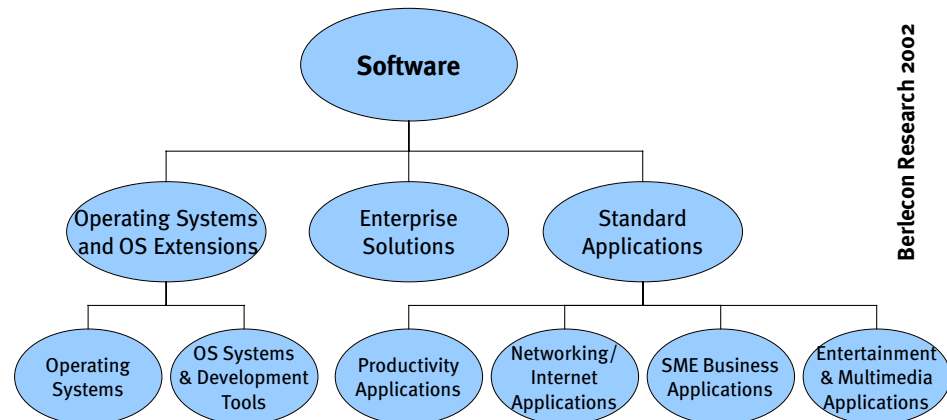 Software
Berlecon Research 2002
Operating Systems
and OS Extensions
Enterprise
Solutions
Standard
Applications
Operating
Systems
OS Systems
& Development
Tools
Productivity
Applications
Networking/
Internet
Applications
SME Business
Applications
Entertainment
& Multimedia
Applications